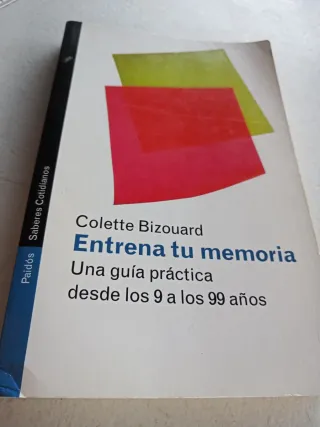 Colette Bizouard
Entrena tu memoria
Una guía práctica
desde los 9 a los 99 años
Paidós
Saberes Cotidianos